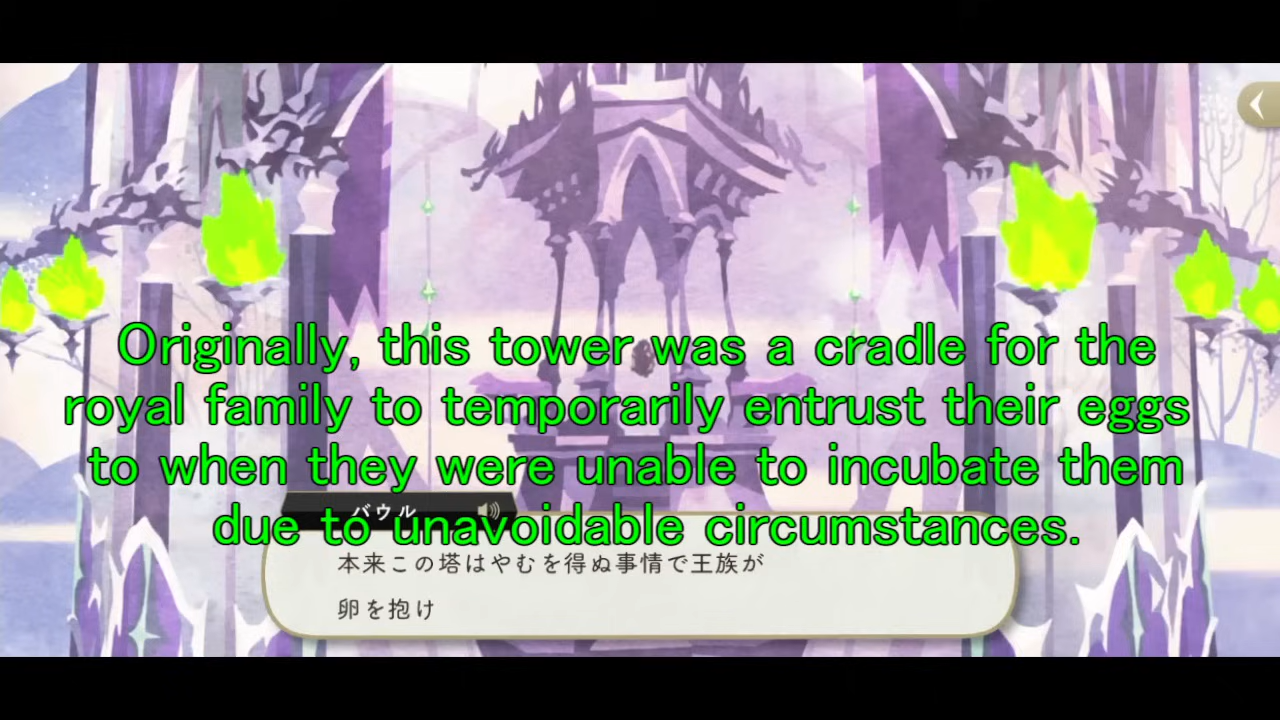 Originally, this tower was a cradle for the
royal family to temporarily entrust their eggs
to when they were unable to incubate them
due to unavoidable circumstances.
バウル
本来この塔はやむを得ぬ事情で王族が
卵を抱け